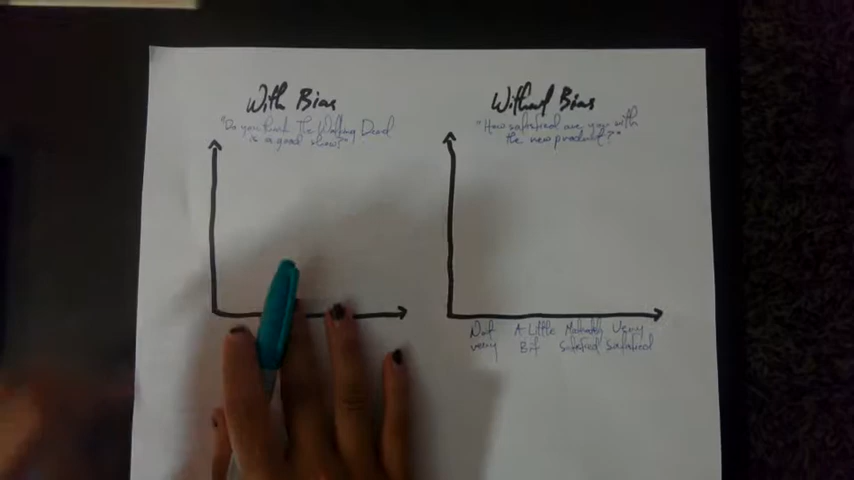 With Bias
"Do you think The Walking Dead
is a good show?"
Without Bias
"How satisfied are you with
the new product?"
Not
very
A Little
Bit
Moderately
satisfied
Very
satisfied